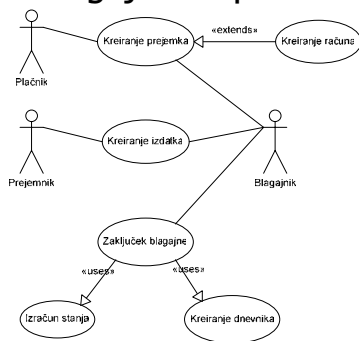 Kreiranje prejemka
«extends»
Kreiranje računa
Plačnik
Kreiranje izdatka
Prejemnik
Blagajnik
Zaključek blagajne
«uses»
«uses»
Izračun stanja
Kreiranje dnevnika